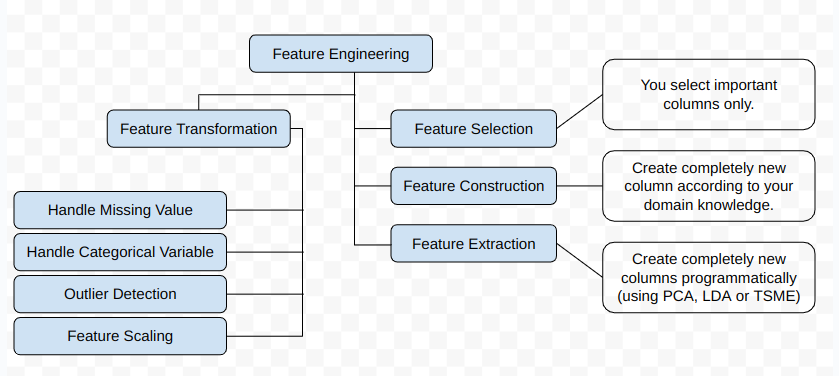 Feature Engineering
Feature Transformation
Handle Missing Value
Handle Categorical Variable
Outlier Detection
Feature Scaling
Feature Selection
You select important
columns only.
Feature Construction
Create completely new
column according to your
domain knowledge.
Feature Extraction
Create completely new
columns programmatically
(using PCA, LDA or TSME)